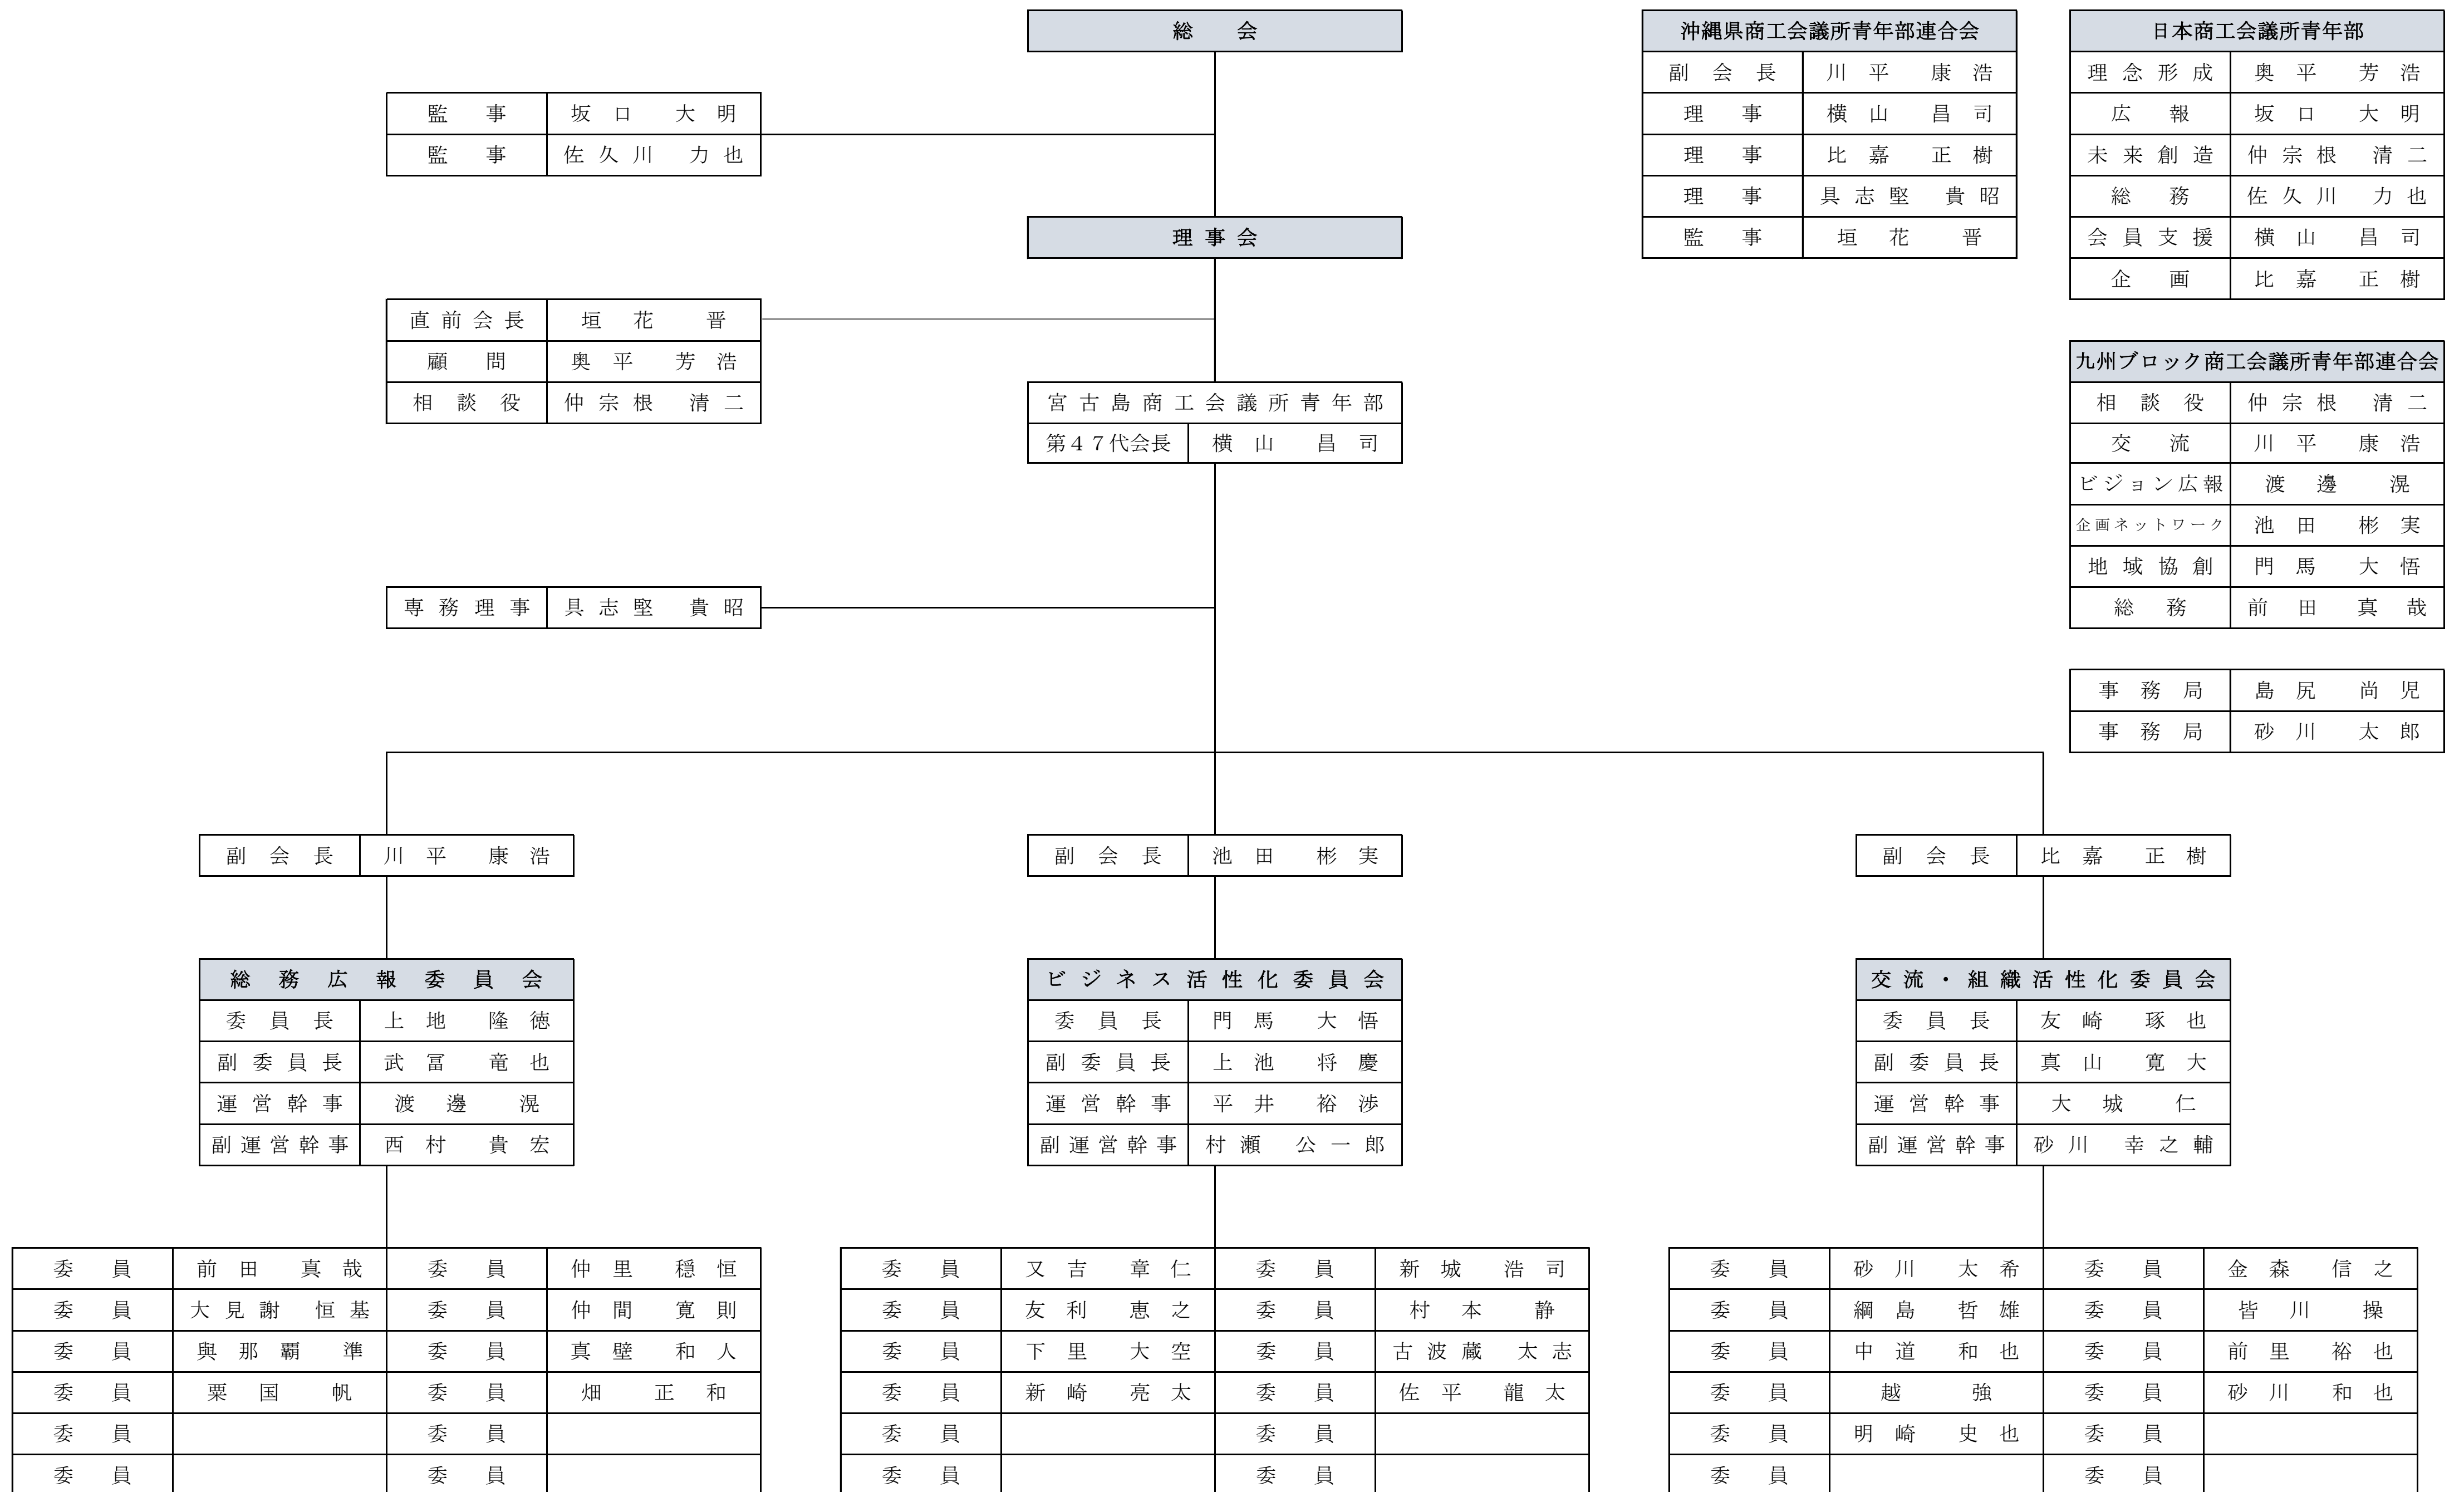 総会
監事 坂口 大明
監事 佐久川 力也
理事会
直前会長 垣花 晋
顧問 奥平 芳浩
相談役 仲宗根 清二
宮古島商工会議所青年部
第４７代会長 横山 昌司
専務理事 具志堅 貴昭
沖縄県商工会議所青年部連合会
副会長 川平 康浩
理事 横山 昌司
理事 比嘉 正樹
理事 具志堅 貴昭
監事 垣花 晋
日本商工会議所青年部
理念形成 奥平 芳浩
広報 坂口 大明
未来創造 仲宗根 清二
総務 佐久川 力也
会員支援 横山 昌司
企画 比嘉 正樹
九州ブロック商工会議所青年部連合会
相談役 仲宗根 清二
交流 川平 康浩
ビジョン広報 渡邊 滉
企画ネットワーク 池田 彬実
地域協創 門馬 大悟
総務 前田 真哉
事務局 島尻 尚児
事務局 砂川 太郎
副会長 川平 康浩
総務広報委員会
委員長 上地 隆徳
副委員長 武冨 竜也
運営幹事 渡邊 滉
副運営幹事 西村 貴宏
委員 前田 真哉 委員 仲里 穏恒
委員 大見謝 恒基 委員 仲間 寛則
委員 與那覇 準 委員 真壁 和人
委員 粟国 帆 委員 畑 正和
委員 委員
委員 委員
副会長 池田 彬実
ビジネス活性化委員会
委員長 門馬 大悟
副委員長 上池 将慶
運営幹事 平井 裕渉
副運営幹事 村瀬 公一郎
委員 又吉 章仁 委員 新城 浩司
委員 友利 恵之 委員 村本 静
委員 下里 大空 委員 古波蔵 太志
委員 新崎 亮太 委員 佐平 龍太
委員 委員
委員 委員
副会長 比嘉 正樹
交流・組織活性化委員会
委員長 友崎 琢也
副委員長 真山 寛大
運営幹事 大城 仁
副運営幹事 砂川 幸之輔
委員 砂川 太希 委員 金森 信之
委員 綱島 哲雄 委員 皆川 操
委員 中道 和也 委員 前里 裕也
委員 越 強 委員 砂川 和也
委員 明崎 史也 委員
委員 委員